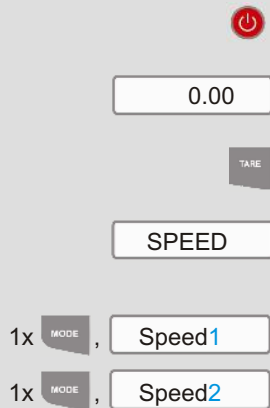 0.00
TARE
SPEED
1x MODE , Speed1
1x MODE , Speed2